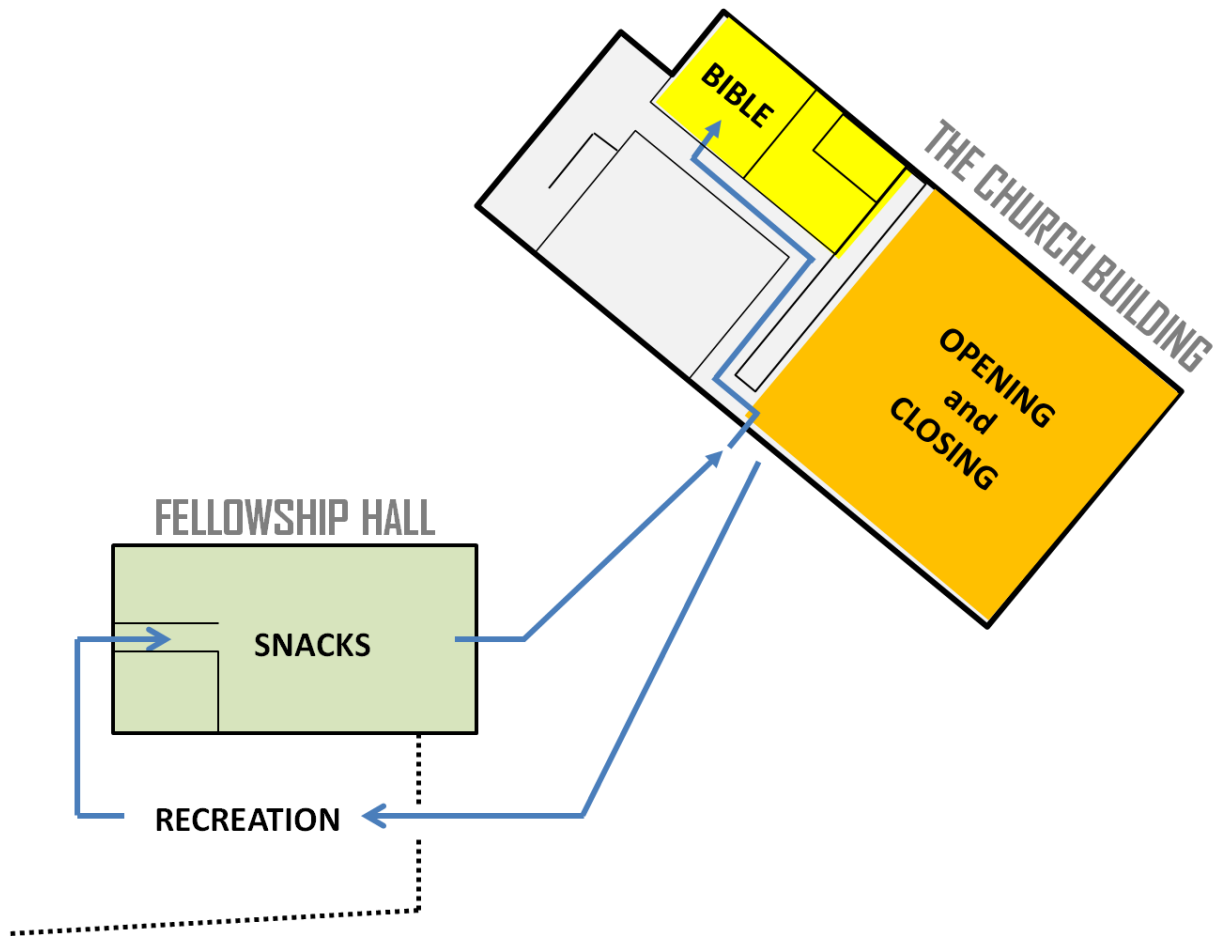 BIBLE
THE CHURCH BUILDING
OPENING
and
CLOSING
FELLOWSHIP HALL
SNACKS
RECREATION